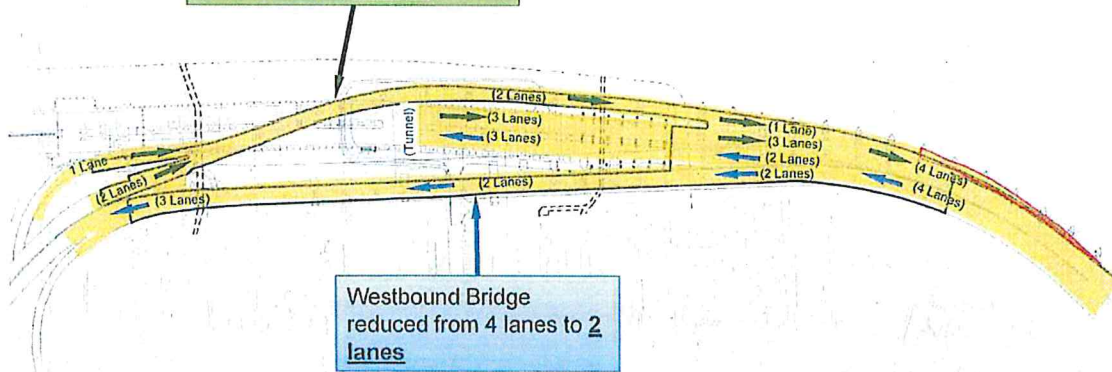 (2 Lanes)
(Tunnel)
(3 Lanes)
(3 Lanes)
(1 Lane)
(3 Lanes)
(2 Lanes)
(2 Lanes)
(4 Lanes)
(4 Lanes)
1 Lane
(2 Lanes)
(3 Lanes)
(2 Lanes)
Westbound Bridge
reduced from 4 lanes to 2
lanes